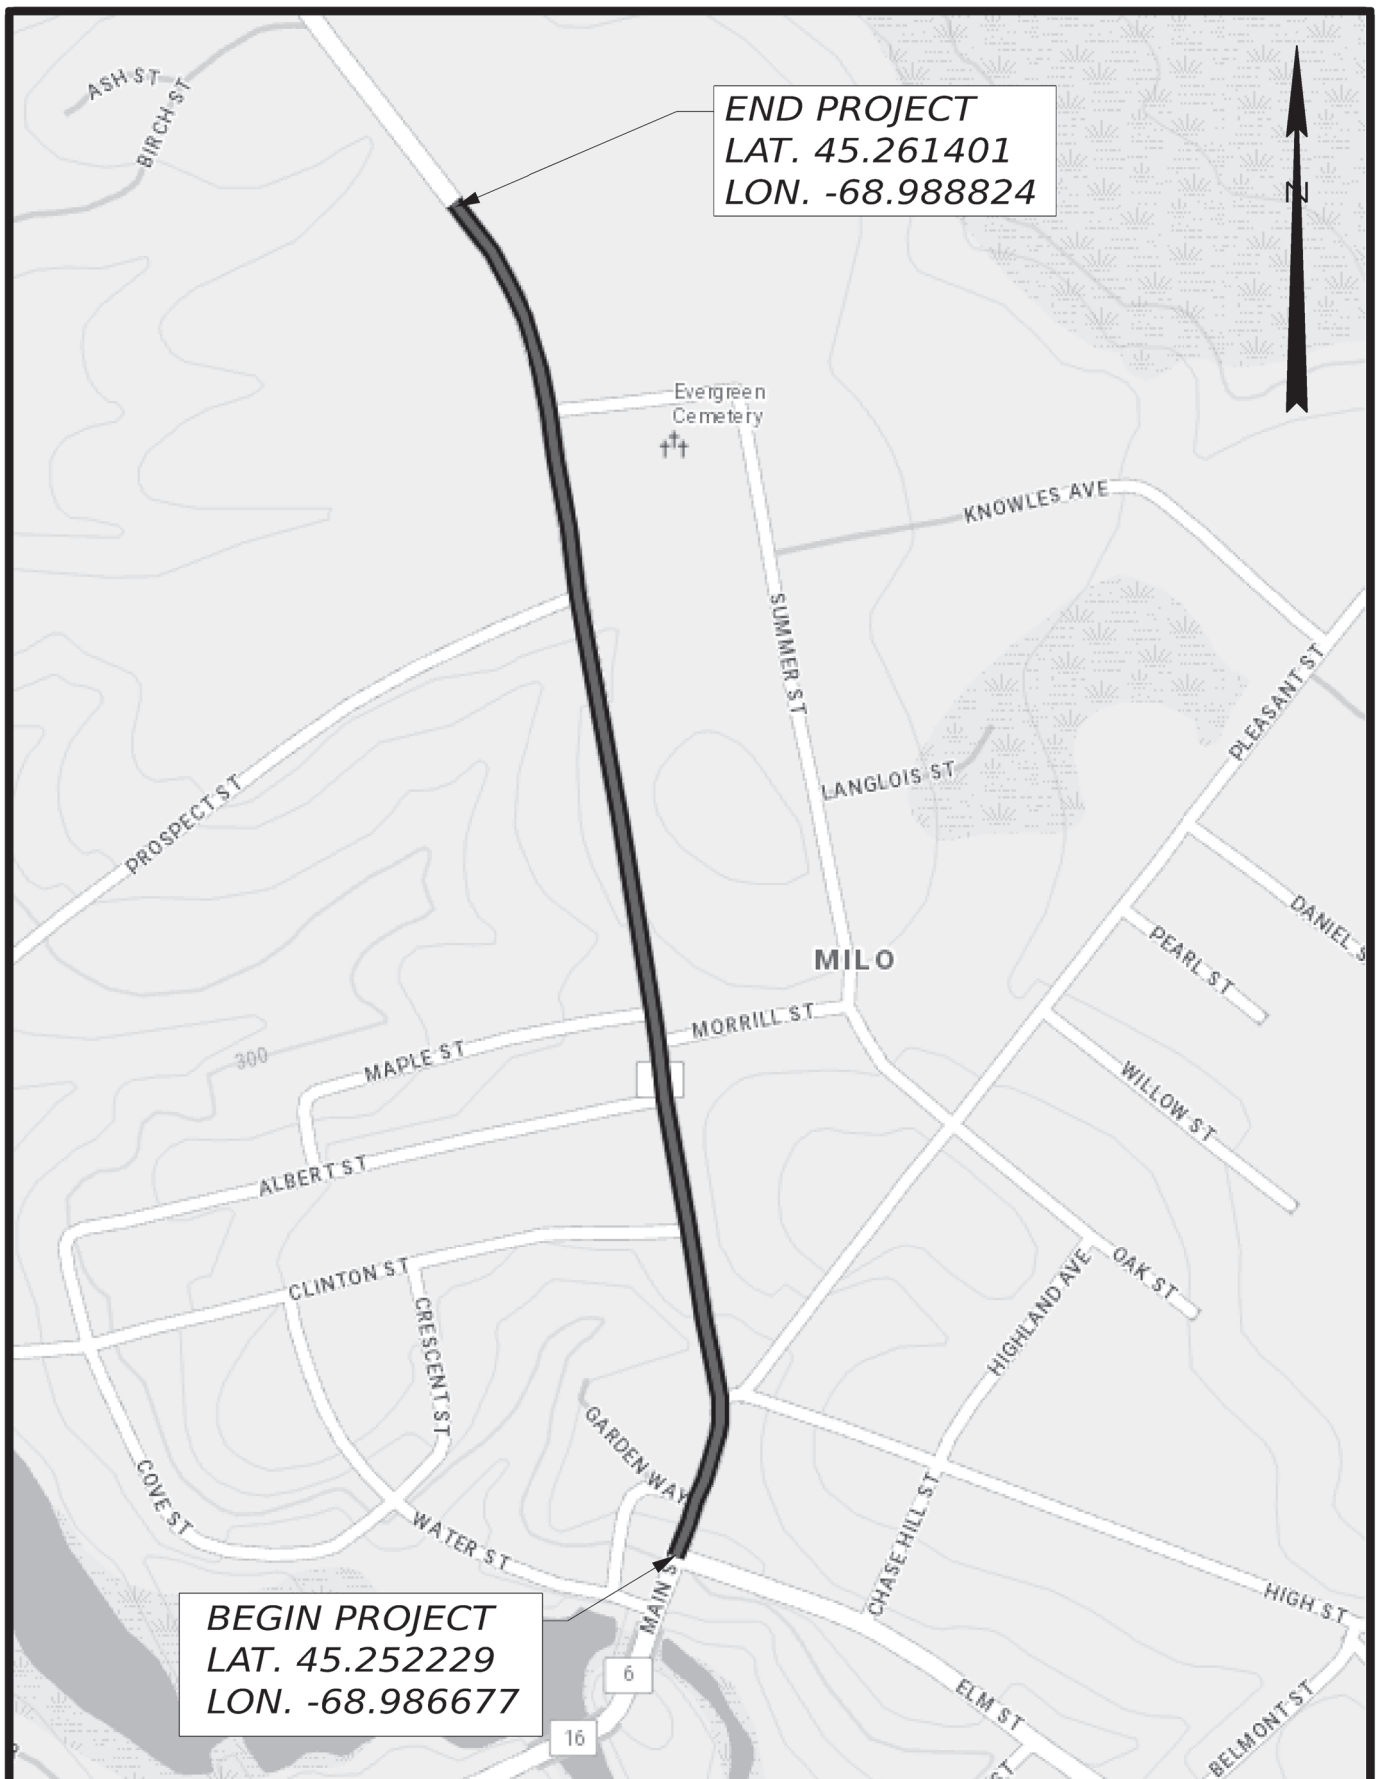 ASH ST
BIRCH ST
END PROJECT
LAT. 45.261401
LON. -68.988824
N
Evergreen
Cemetery
KNOWLES AVE
SUMMER ST
PLEASANT ST
LANGLOIS ST
PROSPECT ST
DANIEL S
PEARL ST
MILO
MORRILL ST
MAPLE ST
300
WILLOW ST
ALBERT ST
CLINTON ST
OAK ST
HIGHLAND AVE
CRESCENT ST
GARDEN WAY
COVE ST
WATER ST
CHASE HILL ST
HIGH ST
MAIN S
BEGIN PROJECT
LAT. 45.252229
LON. -68.986677
6
16
ELM ST
BELMONT ST
ST